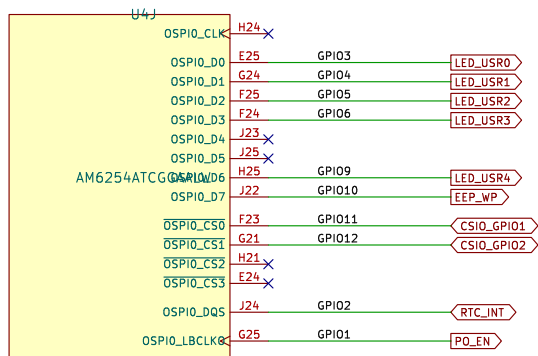 U4J
OSPI0_CLK H24
OSPI0_D0 E25 GPIO3 LED_USR0
OSPI0_D1 G24 GPIO4 LED_USR1
OSPI0_D2 F25 GPIO5 LED_USR2
OSPI0_D3 F24 GPIO6 LED_USR3
OSPI0_D4 J23
OSPI0_D5 J25
OSPI0_D6 H25 GPIO9 LED_USR4
AM6254ATCGGAALW
OSPI0_D7 J22 GPIO10 EEP_WP
OSPI0_CS0 F23 GPIO11 CSIO_GPIO1
OSPI0_CS1 G21 GPIO12 CSIO_GPIO2
OSPI0_CS2 H21
OSPI0_CS3 E24
OSPI0_DQS J24 GPIO2 RTC_INT
OSPI0_LBCLKO G25 GPIO1 PO_EN